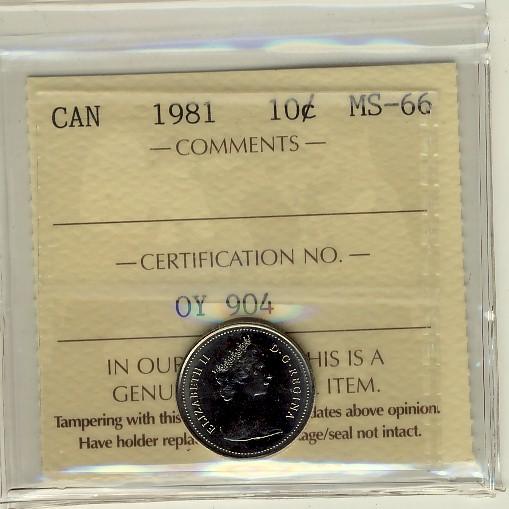 CAN 1981 10¢ MS-66
— COMMENTS —
— CERTIFICATION NO. —
OY 904
IN OUR HIS IS A
GENU ITEM.
Tampering with this dates above opinion.
Have holder repla age/seal not intact.
ELIZABETH II D·G·REGINA